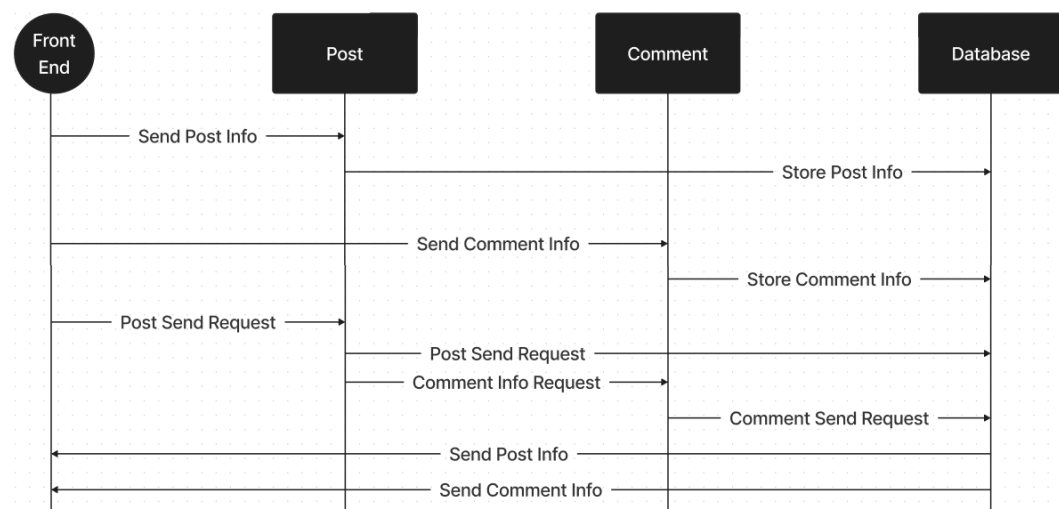 Front
End
Post
Comment
Database
Send Post Info
Store Post Info
Send Comment Info
Store Comment Info
Post Send Request
Post Send Request
Comment Info Request
Comment Send Request
Send Post Info
Send Comment Info